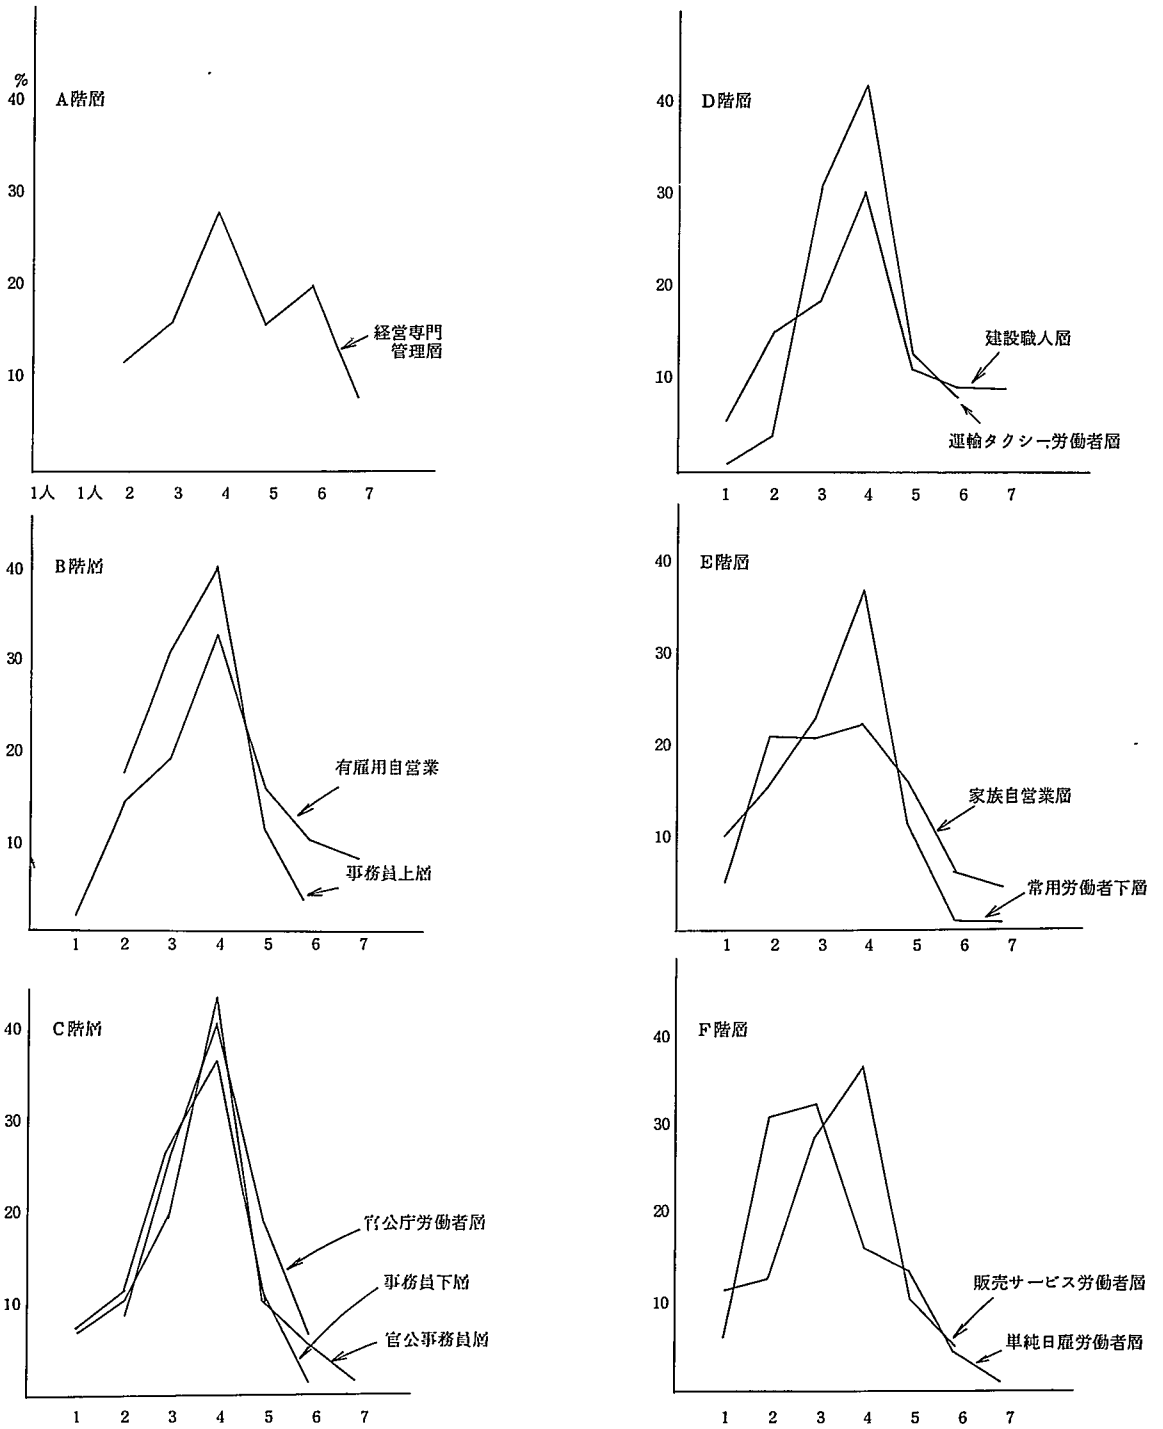 %
40
A階層
30
20
10
経営専門
管理層
1人 1人 2 3 4 5 6 7
40
D階層
30
20
10
建設職人層
運輸タクシー労働者層
1 2 3 4 5 6 7
40
B階層
30
20
10
有雇用自営業
事務員上層
1 2 3 4 5 6 7
40
E階層
30
20
10
家族自営業層
常用労働者下層
1 2 3 4 5 6 7
40
C階層
30
20
10
官公庁労働者層
事務員下層
官公事務員層
1 2 3 4 5 6 7
40
F階層
30
20
10
販売サービス労働者層
単純日雇労働者層
1 2 3 4 5 6 7